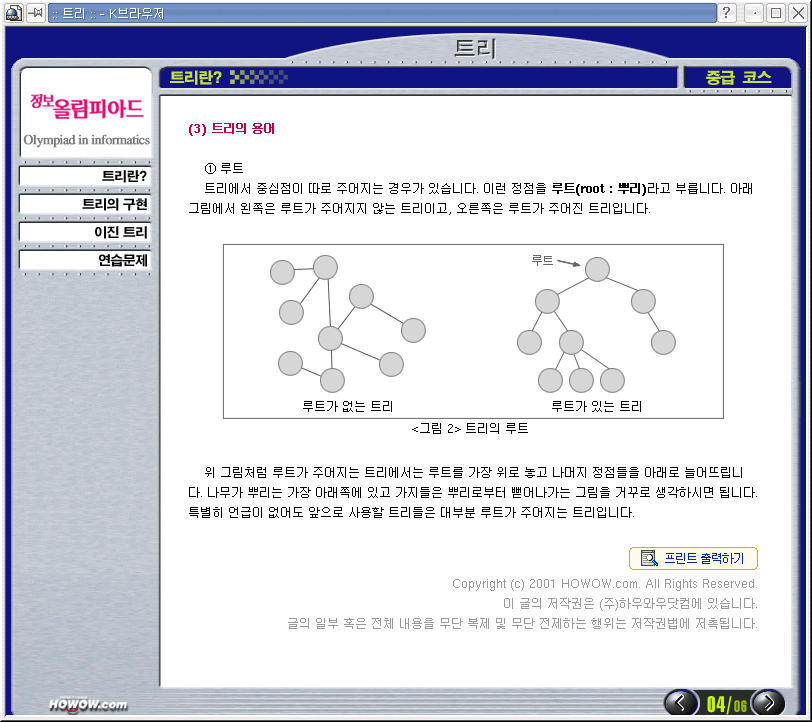 :: 트리 :: - K브라우저
트리
트리란?
중급 코스
정보올림피아드
Olympiad in informatics
트리란?
트리의 구현
이진 트리
연습문제
(3) 트리의 용어
① 루트
트리에서 중심점이 따로 주어지는 경우가 있습니다. 이런 정점을 루트(root : 뿌리)라고 부릅니다. 아래
그림에서 왼쪽은 루트가 주어지지 않는 트리이고, 오른쪽은 루트가 주어진 트리입니다.
루트
루트가 없는 트리
루트가 있는 트리
<그림 2> 트리의 루트
위 그림처럼 루트가 주어지는 트리에서는 루트를 가장 위로 놓고 나머지 정점들을 아래로 늘어뜨립니
다. 나무가 뿌리는 가장 아래쪽에 있고 가지들은 뿌리로부터 뻗어나가는 그림을 거꾸로 생각하시면 됩니다.
특별히 언급이 없어도 앞으로 사용할 트리들은 대부분 루트가 주어지는 트리입니다.
프린트 출력하기
Copyright (c) 2001 HOWOW.com. All Rights Reserved.
이 글의 저작권은 (주)하우와우닷컴에 있습니다.
글의 일부 혹은 전체 내용을 무단 복제 및 무단 전제하는 행위는 저작권법에 저촉됩니다.
HOWOW.com
04/06